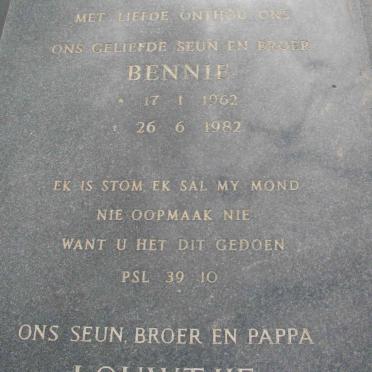 MET LIEFDE ONTHOU ONS
ONS GELIEFDE SEUN EN BROER
BENNIE
* 17 1 1962
† 26 6 1982
EK IS STOM, EK SAL MY MOND
NIE OOPMAAK NIE
WANT U HET DIT GEDOEN
PSL 39 10
ONS SEUN, BROER EN PAPPA